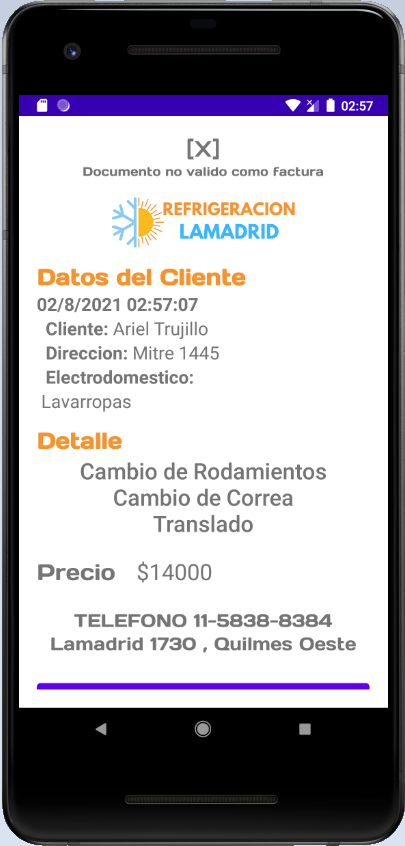 02:57
[X]
Documento no valido como factura
REFRIGERACION
LAMADRID
Datos del Cliente
02/8/2021 02:57:07
Cliente: Ariel Trujillo
Direccion: Mitre 1445
Electrodomestico:
Lavarropas
Detalle
Cambio de Rodamientos
Cambio de Correa
Translado
Precio $14000
TELEFONO 11-5838-8384
Lamadrid 1730 , Quilmes Oeste